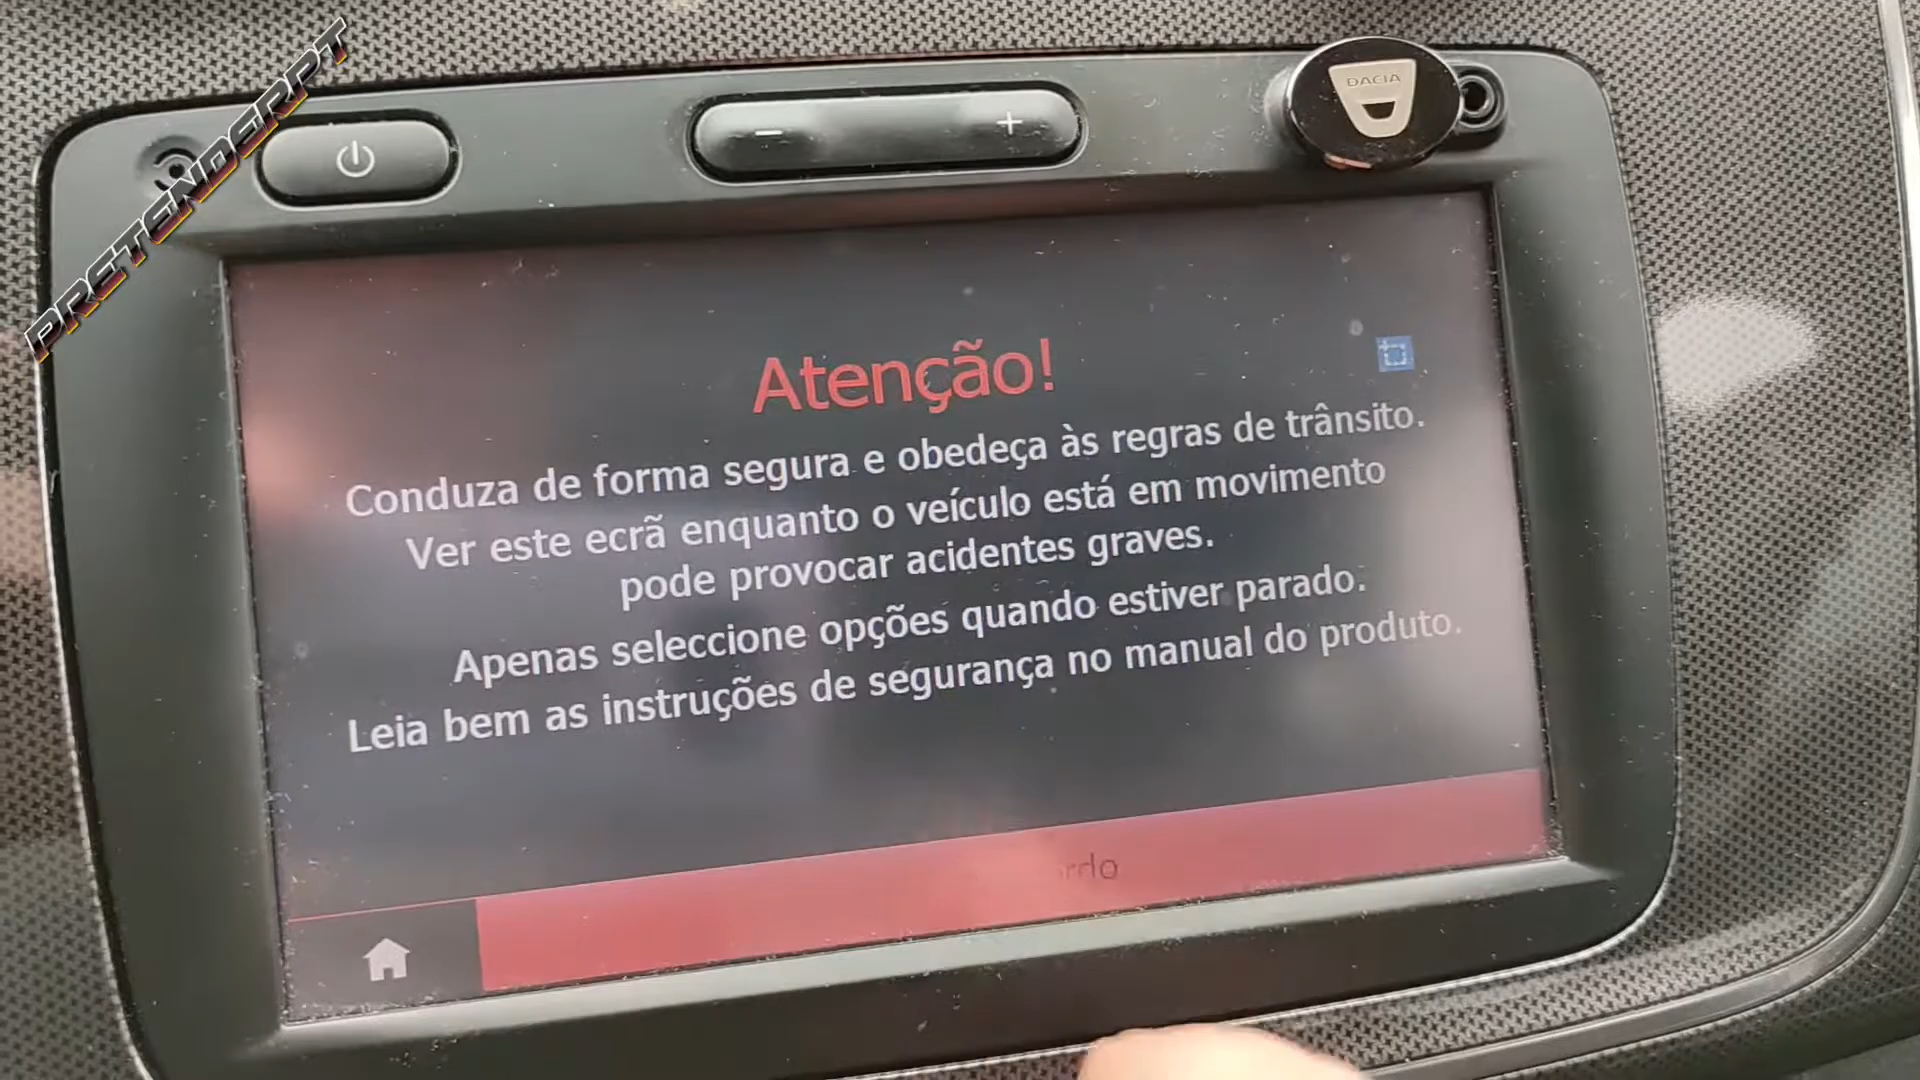 PRETENDERPT
DACIA
- +
Atenção!
Conduza de forma segura e obedeça às regras de trânsito.
Ver este ecrã enquanto o veículo está em movimento
pode provocar acidentes graves.
Apenas seleccione opções quando estiver parado.
Leia bem as instruções de segurança no manual do produto.